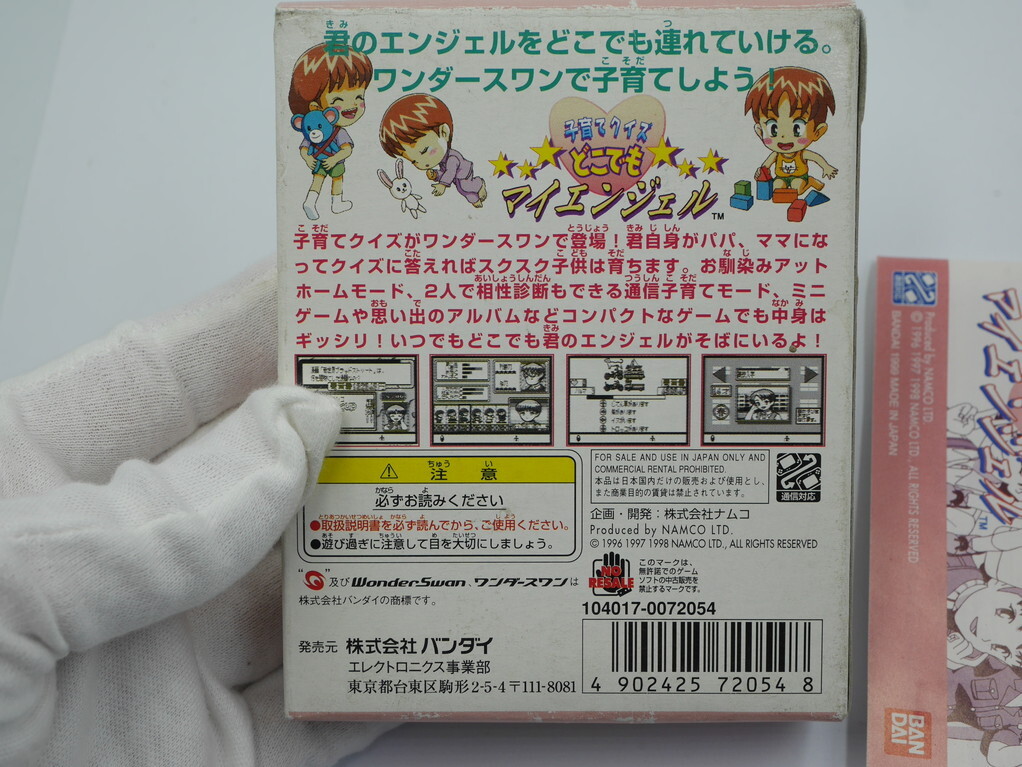 君のエンジェルをどこでも連れていける。
ワンダースワンで子育てしよう!
子育てクイズ
どこでも
マイエンジェル™
子育てクイズがワンダースワンで登場!君自身がパパ、ママにな
ってクイズに答えればスクスク子供は育ちます。お馴染みアット
ホームモード、2人で相性診断もできる通信子育てモード、ミニ
ゲームや思い出のアルバムなどコンパクトなゲームでも中身は
ギッシリ!いつでもどこでも君のエンジェルがそばにいるよ!
⚠ 注意
必ずお読みください
●取扱説明書を必ず読んでから、ご使用ください。
●遊び過ぎに注意して目を大切にしましょう。
FOR SALE AND USE IN JAPAN ONLY AND
COMMERCIAL RENTAL PROHIBITED.
本品は日本国内だけの販売および使用とし、
また商業目的の賃貸は禁止されています。
通信対応
企画・開発:株式会社ナムコ
Produced by NAMCO LTD.
© 1996 1997 1998 NAMCO LTD., ALL RIGHTS RESERVED
NO
RESALE
このマークは、
無許諾でのゲーム
ソフトの中古販売を
禁止するマークです。
" "及びWonderSwan、ワンダースワンは
株式会社バンダイの商標です。
104017-0072054
発売元 株式会社 バンダイ
エレクトロニクス事業部
東京都台東区駒形2-5-4 〒111-8081
4 902425 720548
マイエンジェル™
Produced by NAMCO LTD.
© 1996 1997 1998 NAMCO LTD., ALL RIGHTS RESERVED
BANDAI 1999 MADE IN JAPAN
BAN
DAI